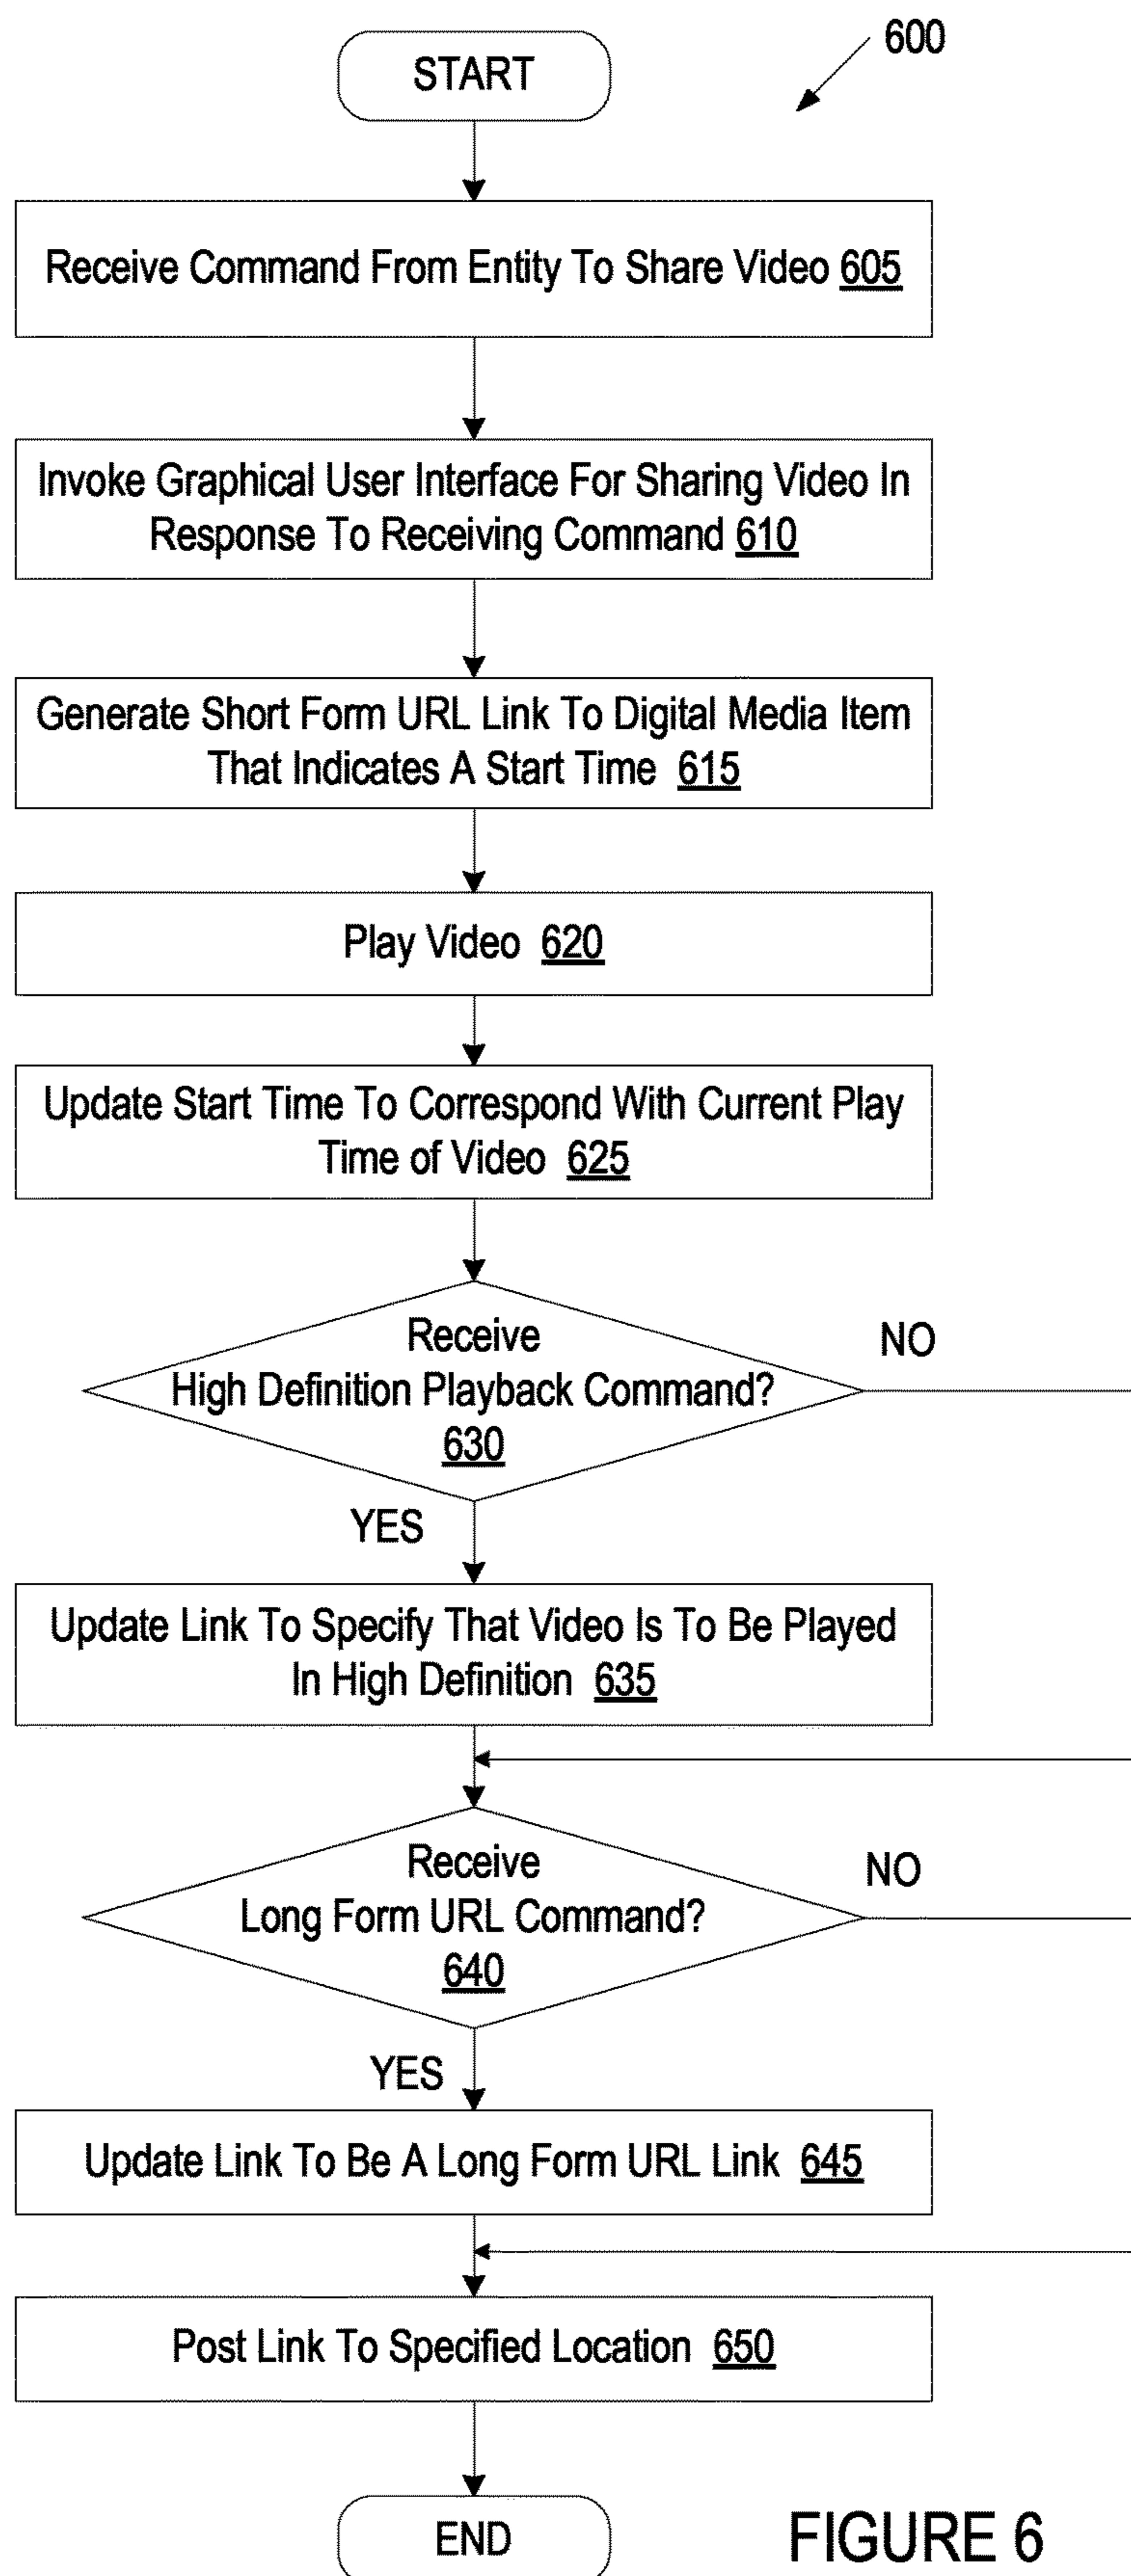 600
START
Receive Command From Entity To Share Video 605
Invoke Graphical User Interface For Sharing Video In
Response To Receiving Command 610
Generate Short Form URL Link To Digital Media Item
That Indicates A Start Time 615
Play Video 620
Update Start Time To Correspond With Current Play
Time of Video 625
Receive
High Definition Playback Command?
630
NO
YES
Update Link To Specify That Video Is To Be Played
In High Definition 635
Receive
Long Form URL Command?
640
NO
YES
Update Link To Be A Long Form URL Link 645
Post Link To Specified Location 650
END
FIGURE 6